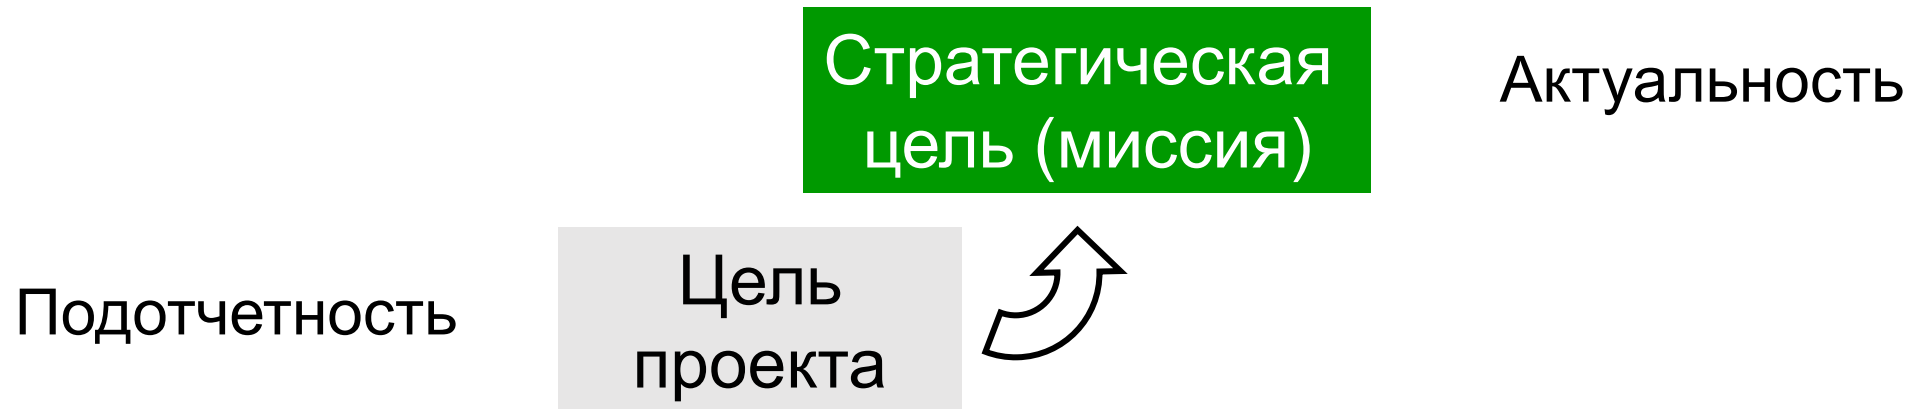 Стратегическая
цель (миссия)
Актуальность
Цель
проекта
Подотчетность